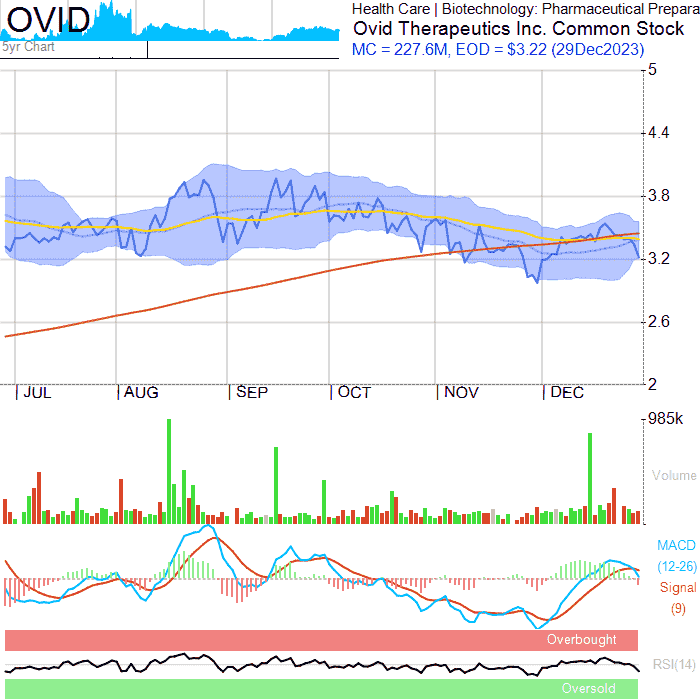 OVID
5yr Chart
Health Care | Biotechnology: Pharmaceutical Prepara
Ovid Therapeutics Inc. Common Stock
MC = 227.6M, EOD = $3.22 (29Dec2023)
5
4.4
3.8
3.2
2.6
2
JUL AUG SEP OCT NOV DEC
985k
Volume
MACD
(12-26)
Signal
(9)
Overbought
RSI(14)
Oversold